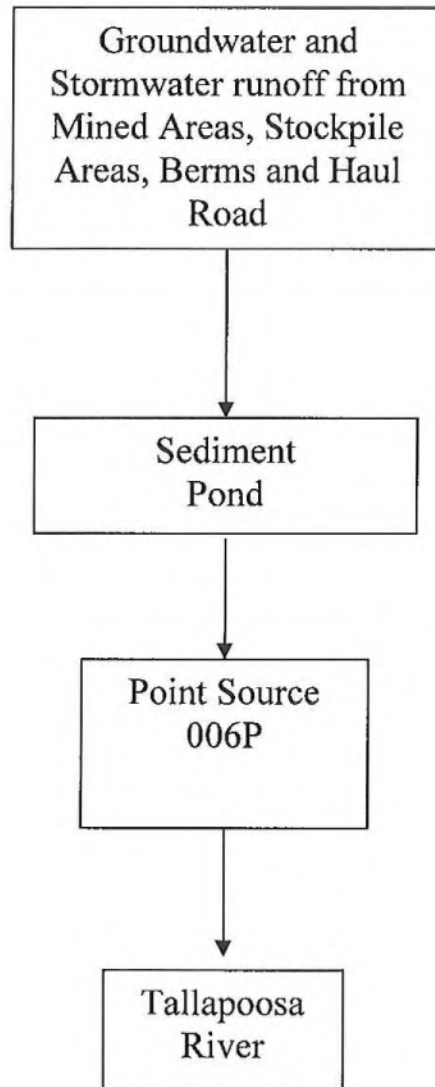 Groundwater and
Stormwater runoff from
Mined Areas, Stockpile
Areas, Berms and Haul
Road
Sediment
Pond
Point Source
006P
Tallapoosa
River